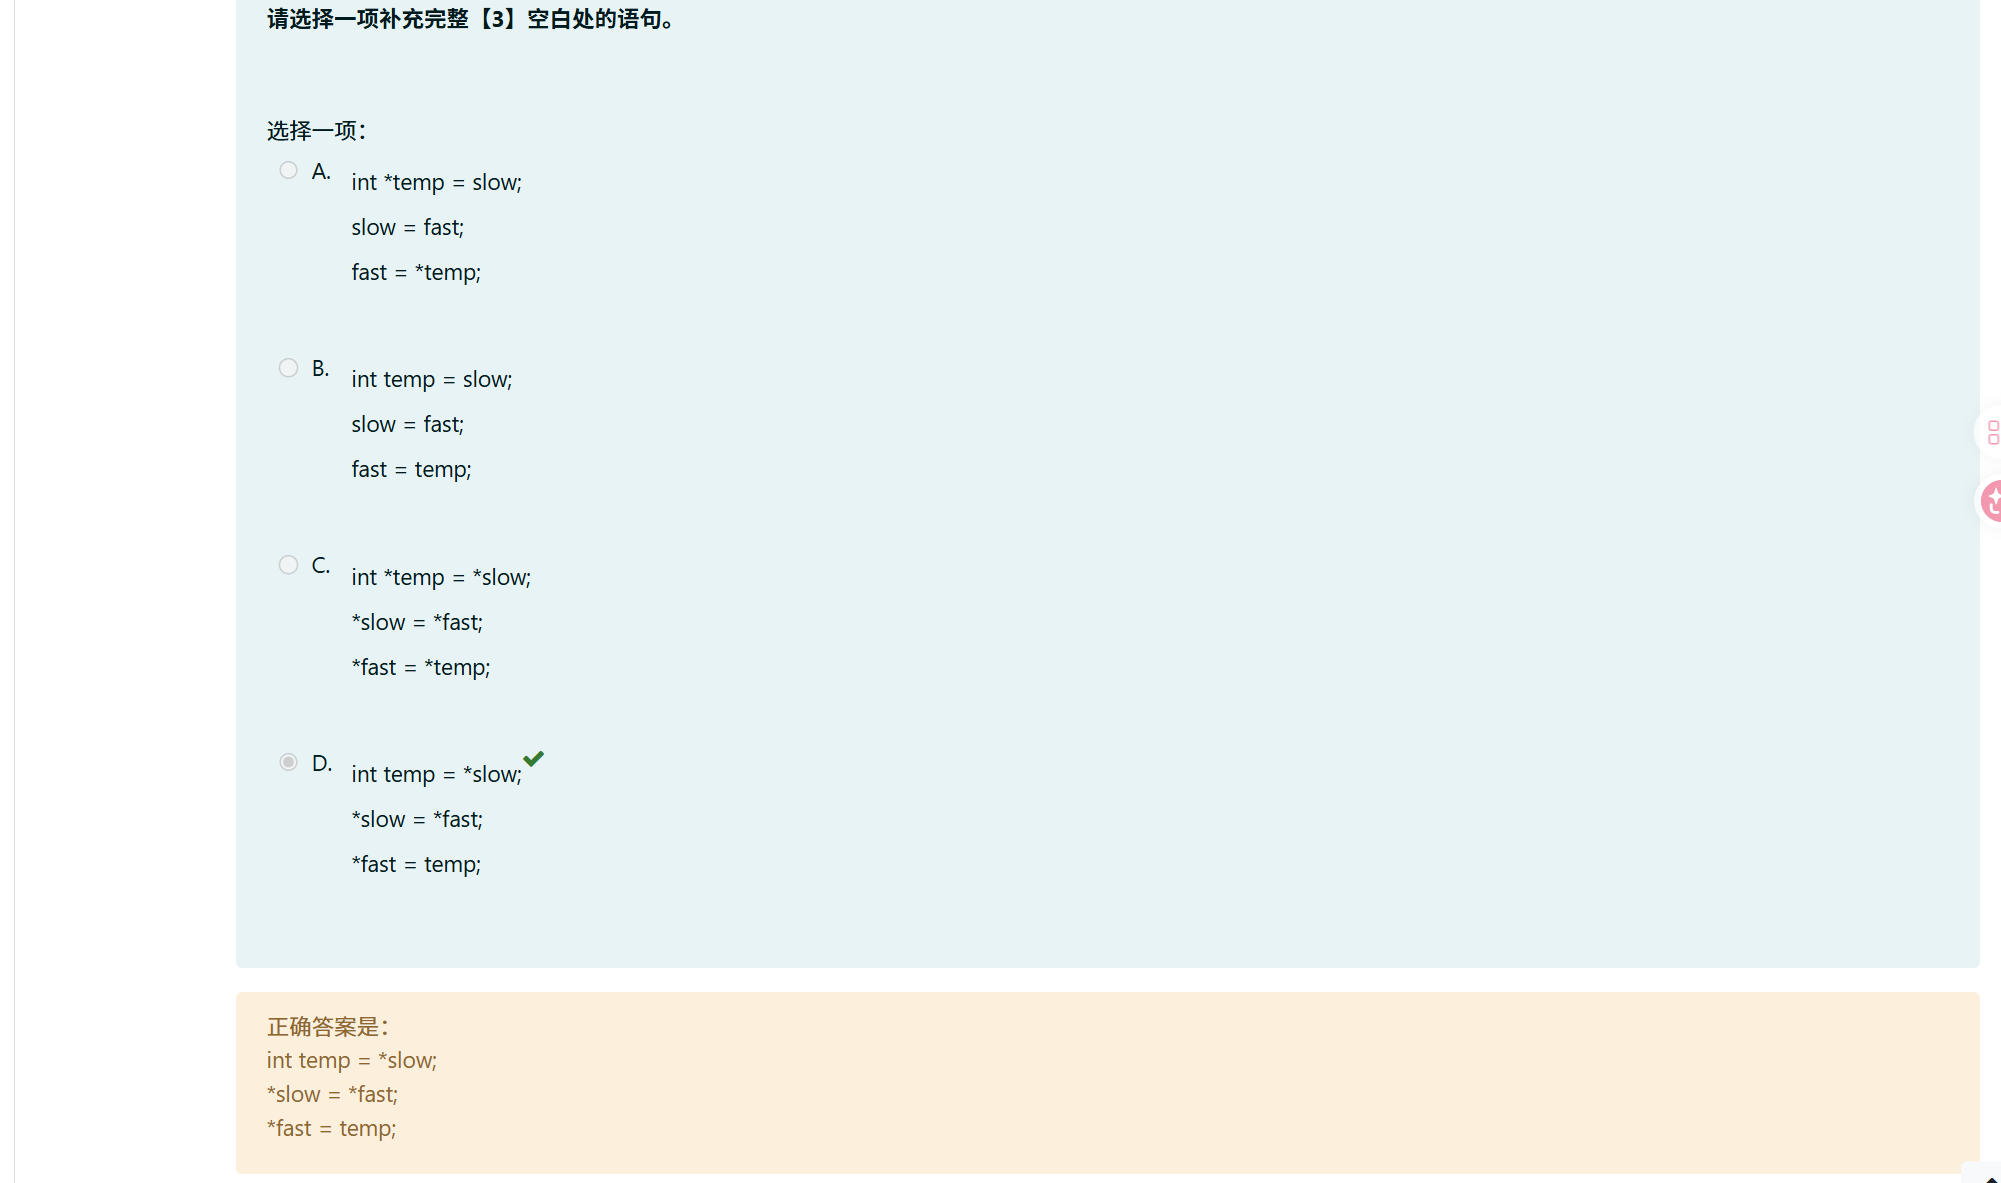 请选择一项补充完整【3】空白处的语句。
选择一项：
A.
int *temp = slow;
slow = fast;
fast = *temp;
B.
int temp = slow;
slow = fast;
fast = temp;
C.
int *temp = *slow;
*slow = *fast;
*fast = *temp;
D.
int temp = *slow;
*slow = *fast;
*fast = temp;
正确答案是：
int temp = *slow;
*slow = *fast;
*fast = temp;